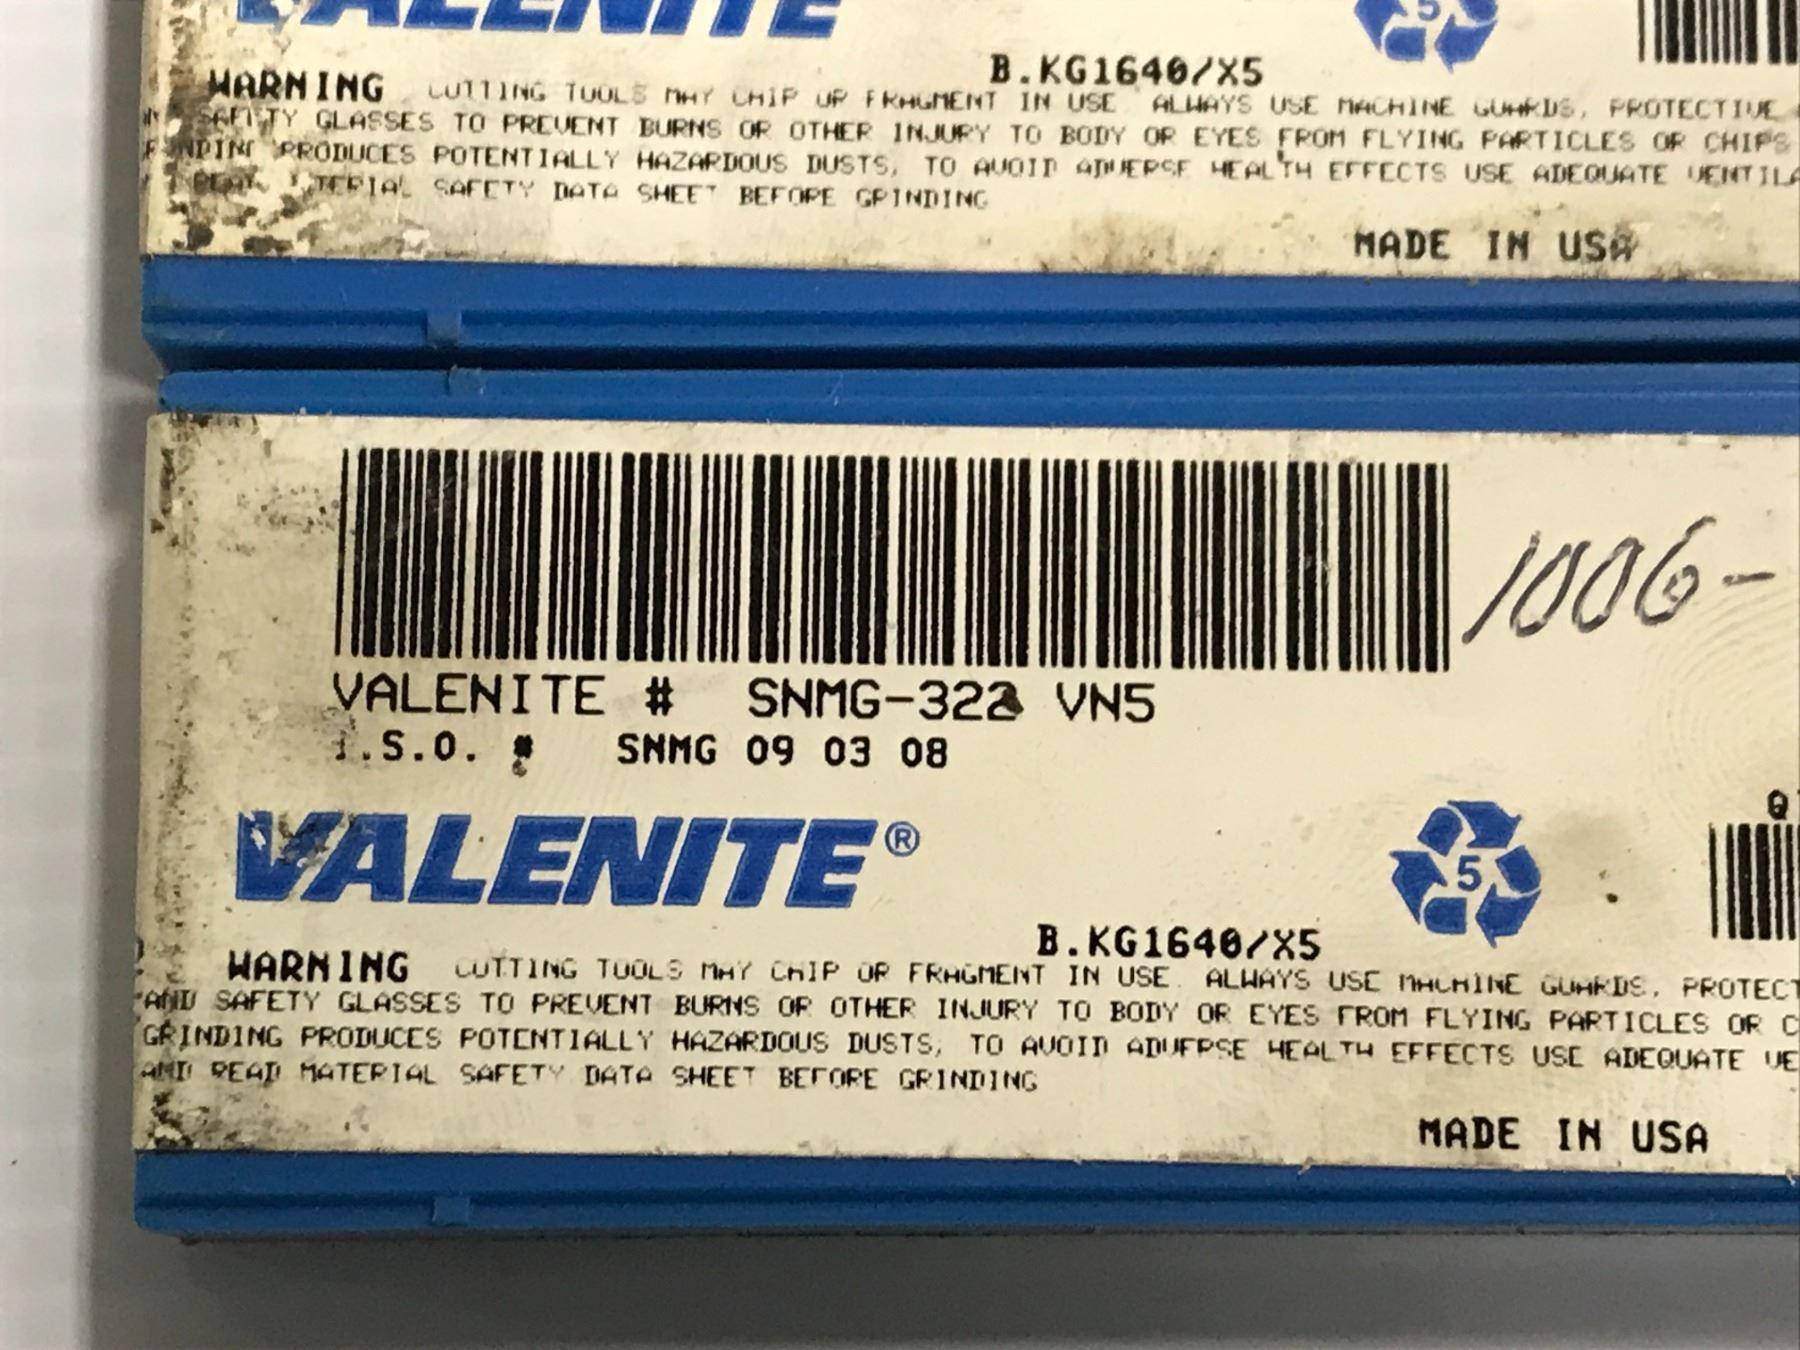 VALENITE
5
B.KG1640/X5
WARNING CUTTING TOOLS MAY CHIP OR FRAGMENT IN USE ALWAYS USE MACHINE GUARDS, PROTECTIVE
SAFETY GLASSES TO PREVENT BURNS OR OTHER INJURY TO BODY OR EYES FROM FLYING PARTICLES OR CHIPS
PRODUCES POTENTIALLY HAZARDOUS DUSTS, TO AVOID ADVERSE HEALTH EFFECTS USE ADEQUATE VENTILA
READ MATERIAL SAFETY DATA SHEET BEFORE GRINDING
MADE IN USA
1006-
VALENITE # SNMG-322 VN5
I.S.O. # SNMG 09 03 08
VALENITE®
5
Q
B.KG1640/X5
WARNING CUTTING TOOLS MAY CHIP OR FRAGMENT IN USE. ALWAYS USE MACHINE GUARDS, PROTECT
AND SAFETY GLASSES TO PREVENT BURNS OR OTHER INJURY TO BODY OR EYES FROM FLYING PARTICLES OR C
GRINDING PRODUCES POTENTIALLY HAZARDOUS DUSTS, TO AVOID ADVERSE HEALTH EFFECTS USE ADEQUATE VE
AND READ MATERIAL SAFETY DATA SHEET BEFORE GRINDING
MADE IN USA